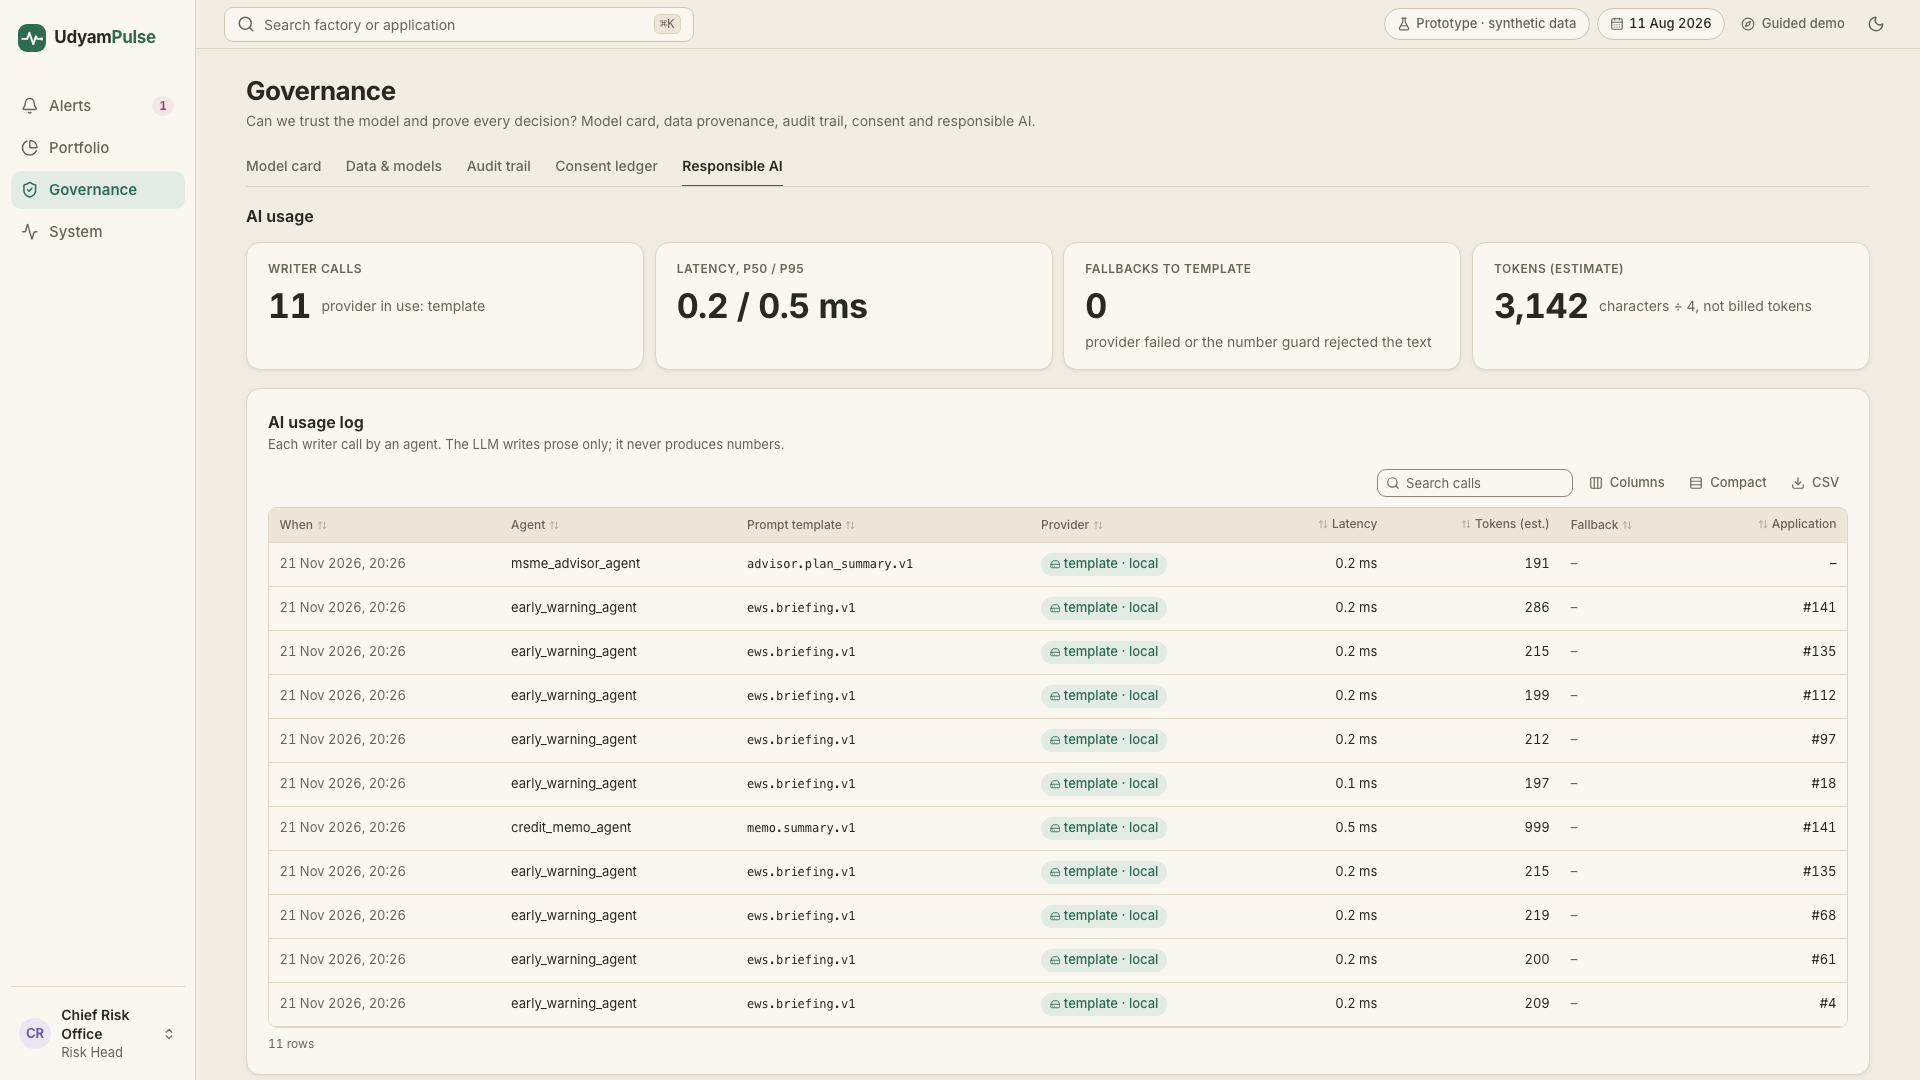 UdyamPulse
Search factory or application
⌘K
Prototype · synthetic data
11 Aug 2026
Guided demo
Alerts 1
Portfolio
Governance
System
Governance
Can we trust the model and prove every decision? Model card, data provenance, audit trail, consent and responsible AI.
Model card Data & models Audit trail Consent ledger Responsible AI
AI usage
WRITER CALLS
11 provider in use: template
LATENCY, P50 / P95
0.2 / 0.5 ms
FALLBACKS TO TEMPLATE
0
provider failed or the number guard rejected the text
TOKENS (ESTIMATE)
3,142 characters ÷ 4, not billed tokens
AI usage log
Each writer call by an agent. The LLM writes prose only; it never produces numbers.
Search calls Columns Compact CSV
When Agent Prompt template Provider Latency Tokens (est.) Fallback Application
21 Nov 2026, 20:26 msme_advisor_agent advisor.plan_summary.v1 template · local 0.2 ms 191 – –
21 Nov 2026, 20:26 early_warning_agent ews.briefing.v1 template · local 0.2 ms 286 – #141
21 Nov 2026, 20:26 early_warning_agent ews.briefing.v1 template · local 0.2 ms 215 – #135
21 Nov 2026, 20:26 early_warning_agent ews.briefing.v1 template · local 0.2 ms 199 – #112
21 Nov 2026, 20:26 early_warning_agent ews.briefing.v1 template · local 0.2 ms 212 – #97
21 Nov 2026, 20:26 early_warning_agent ews.briefing.v1 template · local 0.1 ms 197 – #18
21 Nov 2026, 20:26 credit_memo_agent memo.summary.v1 template · local 0.5 ms 999 – #141
21 Nov 2026, 20:26 early_warning_agent ews.briefing.v1 template · local 0.2 ms 215 – #135
21 Nov 2026, 20:26 early_warning_agent ews.briefing.v1 template · local 0.2 ms 219 – #68
21 Nov 2026, 20:26 early_warning_agent ews.briefing.v1 template · local 0.2 ms 200 – #61
21 Nov 2026, 20:26 early_warning_agent ews.briefing.v1 template · local 0.2 ms 209 – #4
11 rows
CR
Chief Risk
Office
Risk Head